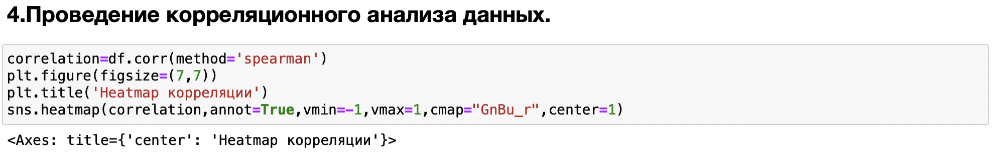 4.Проведение корреляционного анализа данных.
correlation=df.corr(method='spearman')
plt.figure(figsize=(7,7))
plt.title('Heatmap корреляции')
sns.heatmap(correlation,annot=True,vmin=-1,vmax=1,cmap="GnBu_r",center=1)
<Axes: title={'center': 'Heatmap корреляции'}>